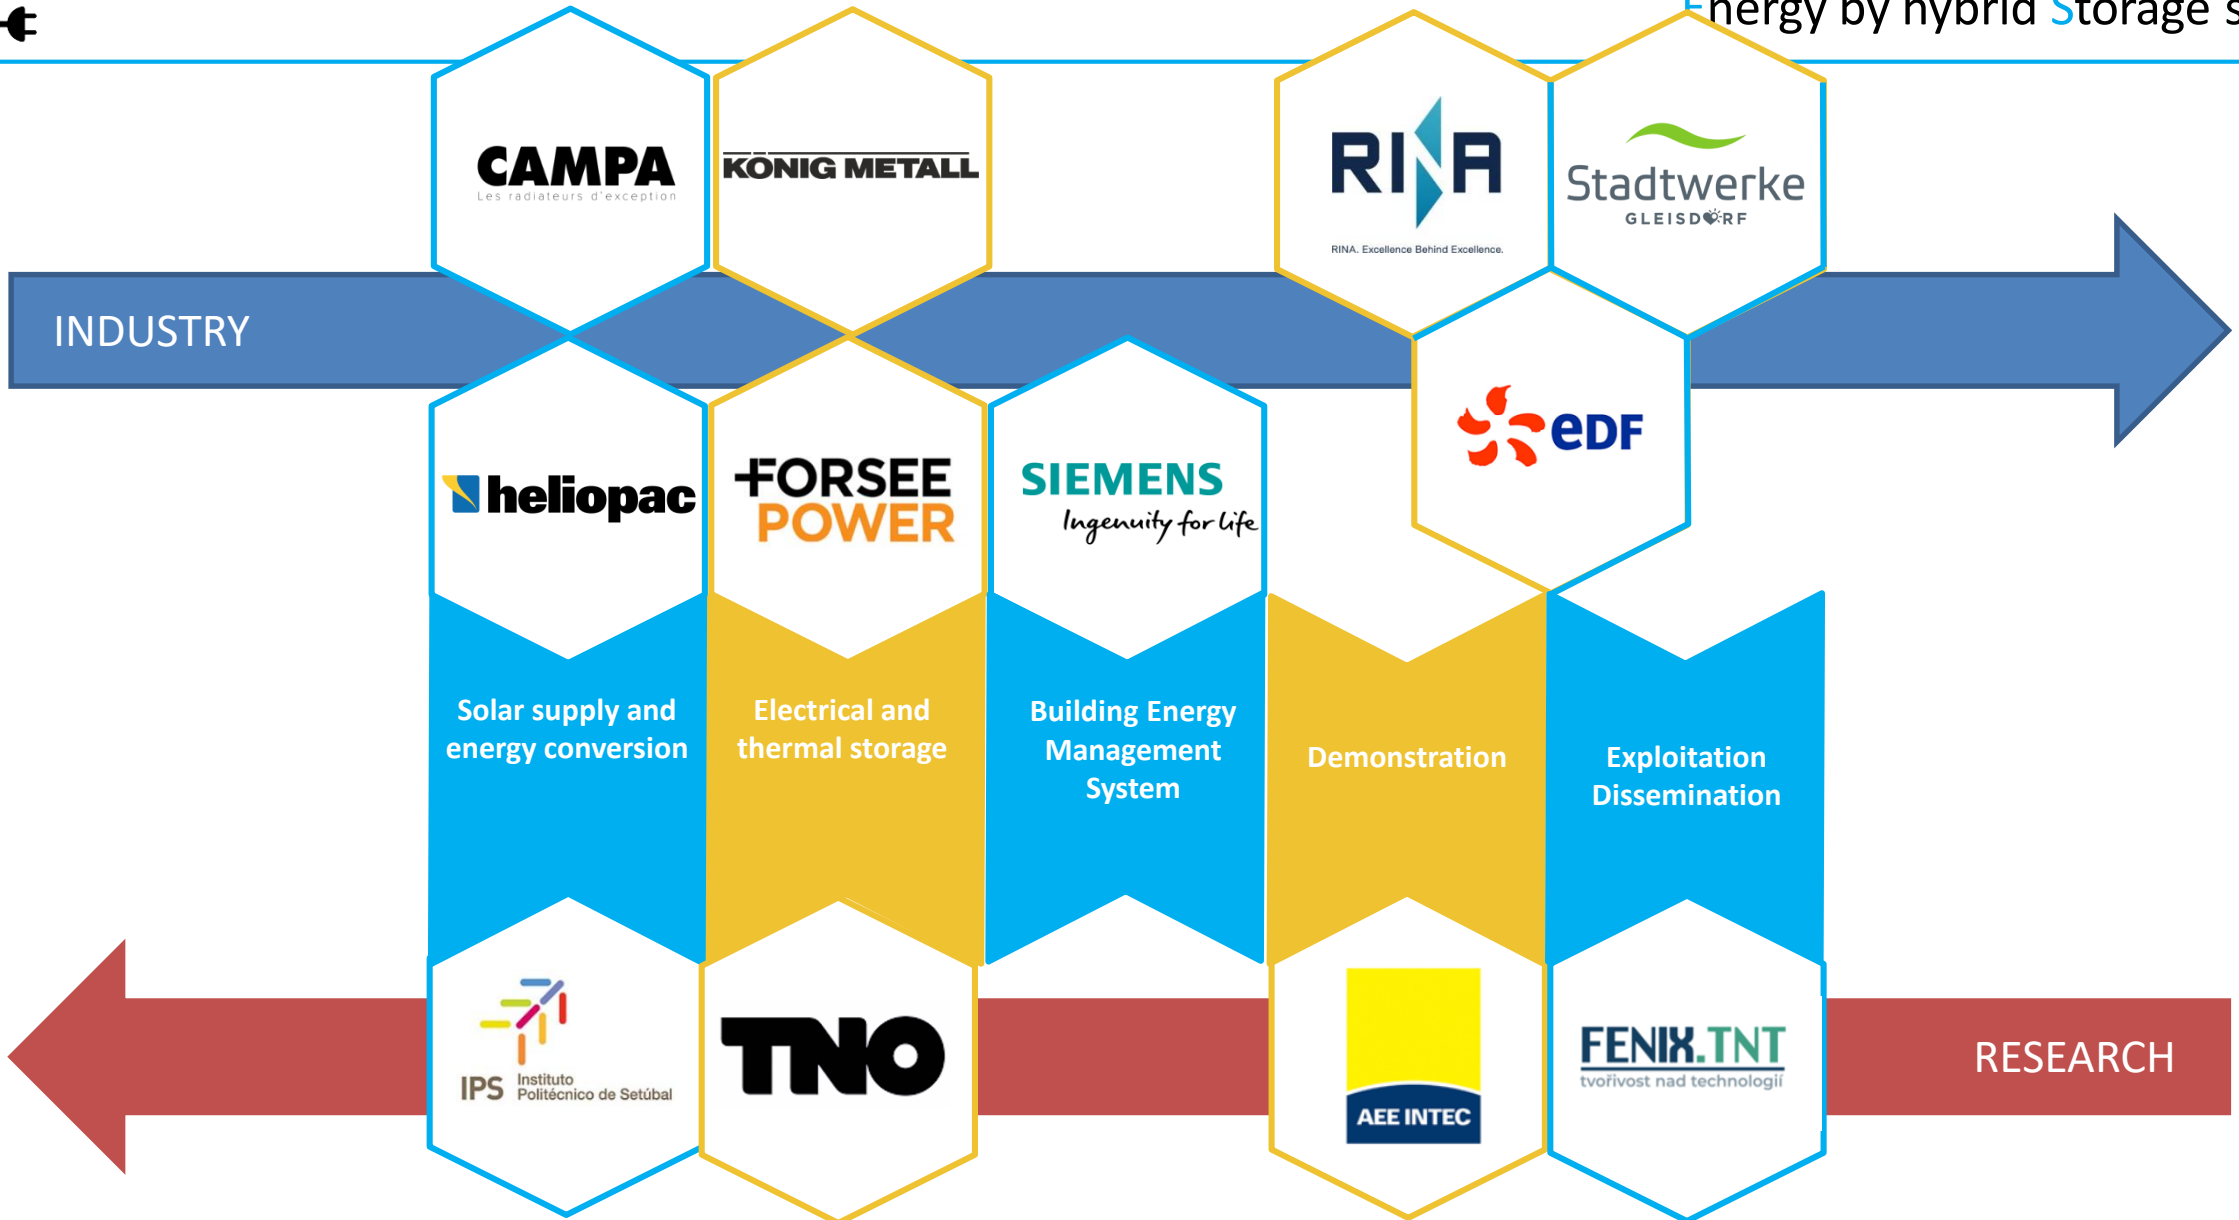 Energy by hybrid Storage s
CAMPA
Les radiateurs d'exception
KÖNIG METALL
RINA
RINA. Excellence Behind Excellence.
Stadtwerke
GLEISDORF
INDUSTRY
heliopac
FORSEE
POWER
SIEMENS
Ingenuity for life
eDF
Solar supply and
energy conversion
Electrical and
thermal storage
Building Energy
Management
System
Demonstration
Exploitation
Dissemination
IPS Instituto
Politécnico de Setúbal
TNO
AEE INTEC
FENIX.TNT
tvořivost nad technologií
RESEARCH